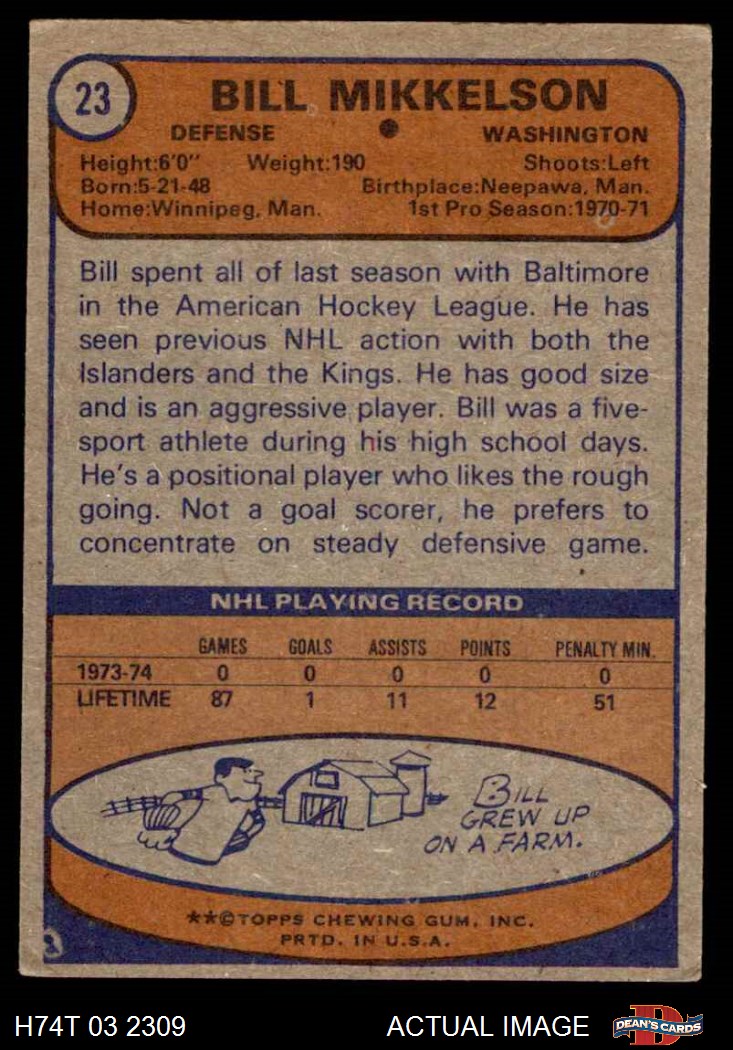 23
BILL MIKKELSON
DEFENSE ● WASHINGTON
Height:6'0" Weight:190 Shoots:Left
Born:5-21-48 Birthplace:Neepawa, Man.
Home:Winnipeg, Man. 1st Pro Season:1970-71
Bill spent all of last season with Baltimore
in the American Hockey League. He has
seen previous NHL action with both the
Islanders and the Kings. He has good size
and is an aggressive player. Bill was a five-
sport athlete during his high school days.
He's a positional player who likes the rough
going. Not a goal scorer, he prefers to
concentrate on steady defensive game.
NHL PLAYING RECORD
GAMES GOALS ASSISTS POINTS PENALTY MIN.
1973-74 0 0 0 0 0
LIFETIME 87 1 11 12 51
BILL
GREW UP
ON A FARM.
**©TOPPS CHEWING GUM, INC.
PRTD. IN U.S.A.
H74T 03 2309 ACTUAL IMAGE D DEAN'S CARDS